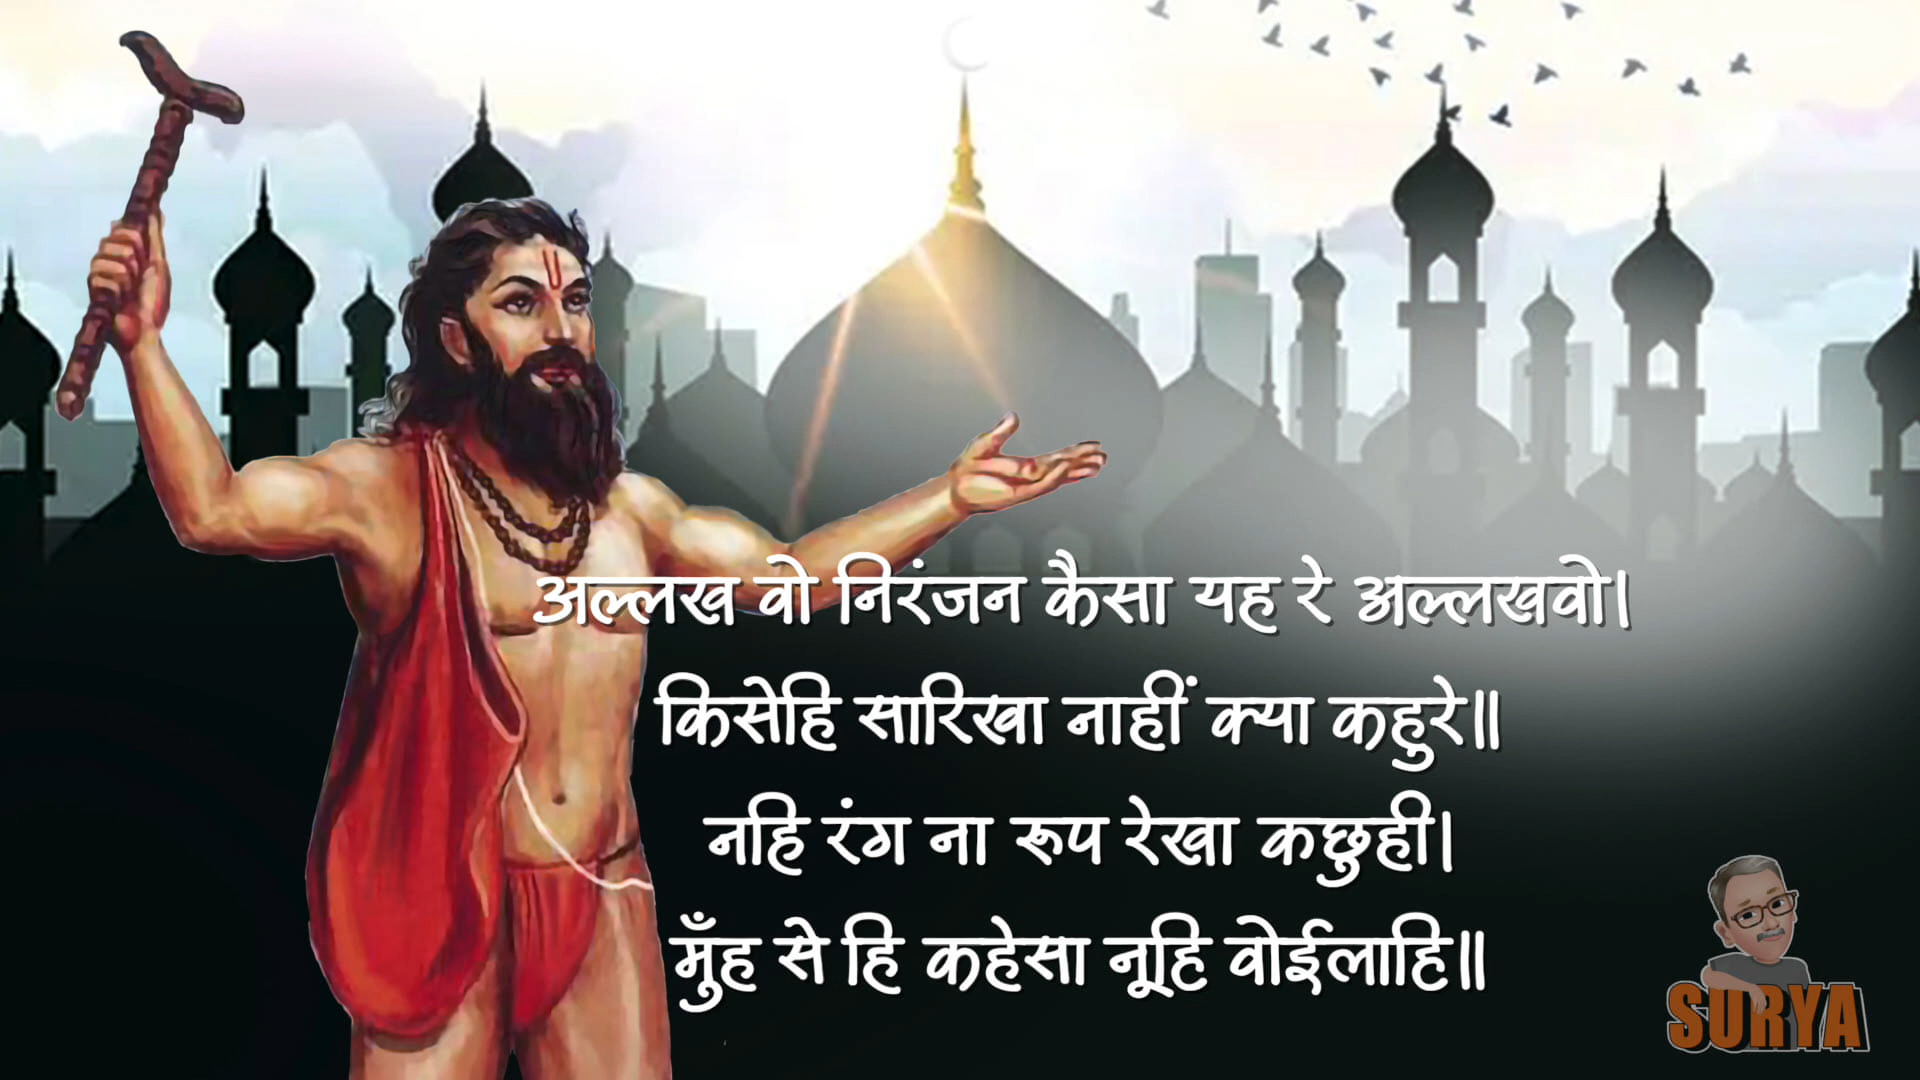 अल्लख वो निरंजन कैसा यह रे अल्लखवो।
किसेहि सारिखा नाहीं क्या कहुरे॥
नहि रंग ना रूप रेखा कछुही।
मुँह से हि कहेसा नूहि वोईलाहि॥
SURYA